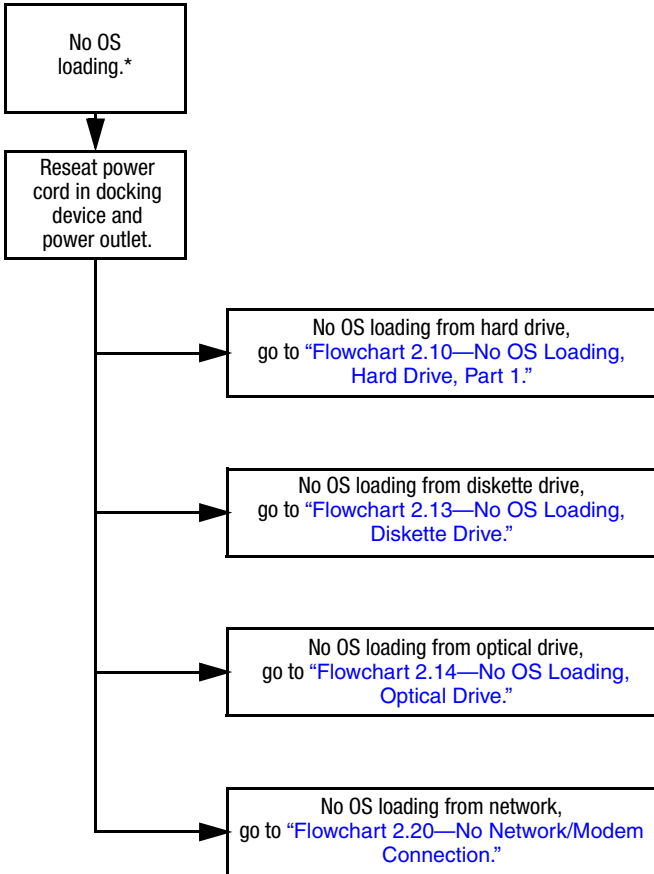 No OS
loading.*
Reseat power
cord in docking
device and
power outlet.
No OS loading from hard drive,
go to “Flowchart 2.10—No OS Loading,
Hard Drive, Part 1.”
No OS loading from diskette drive,
go to “Flowchart 2.13—No OS Loading,
Diskette Drive.”
No OS loading from optical drive,
go to “Flowchart 2.14—No OS Loading,
Optical Drive.”
No OS loading from network,
go to “Flowchart 2.20—No Network/Modem
Connection.”